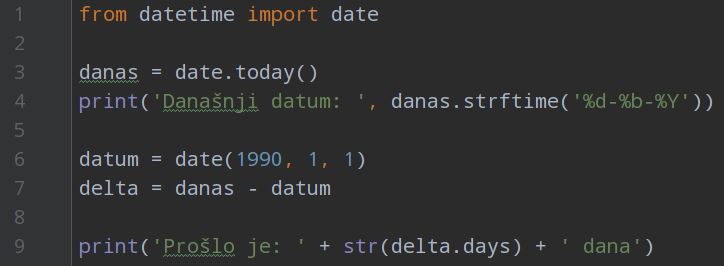 1 from datetime import date
2
3 danas = date.today()
4 print('Današnji datum: ', danas.strftime('%d-%b-%Y'))
5
6 datum = date(1990, 1, 1)
7 delta = danas - datum
8
9 print('Prošlo je: ' + str(delta.days) + ' dana')